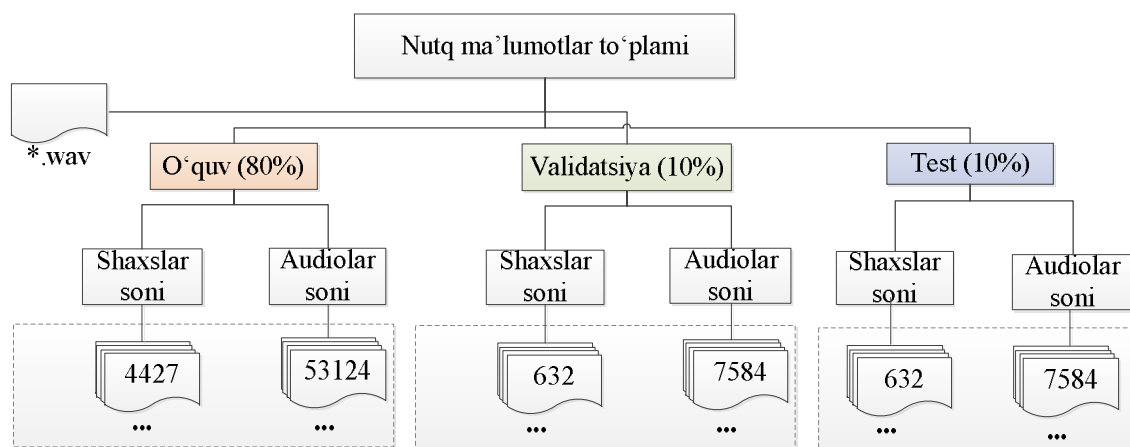 Nutq ma’lumotlar to‘plami
*.wav
O‘quv (80%)
Validatsiya (10%)
Test (10%)
Shaxslar
soni
Audiolar
soni
Shaxslar
soni
Audiolar
soni
Shaxslar
soni
Audiolar
soni
4427
53124
632
7584
632
7584
...
...
...
...
...
...